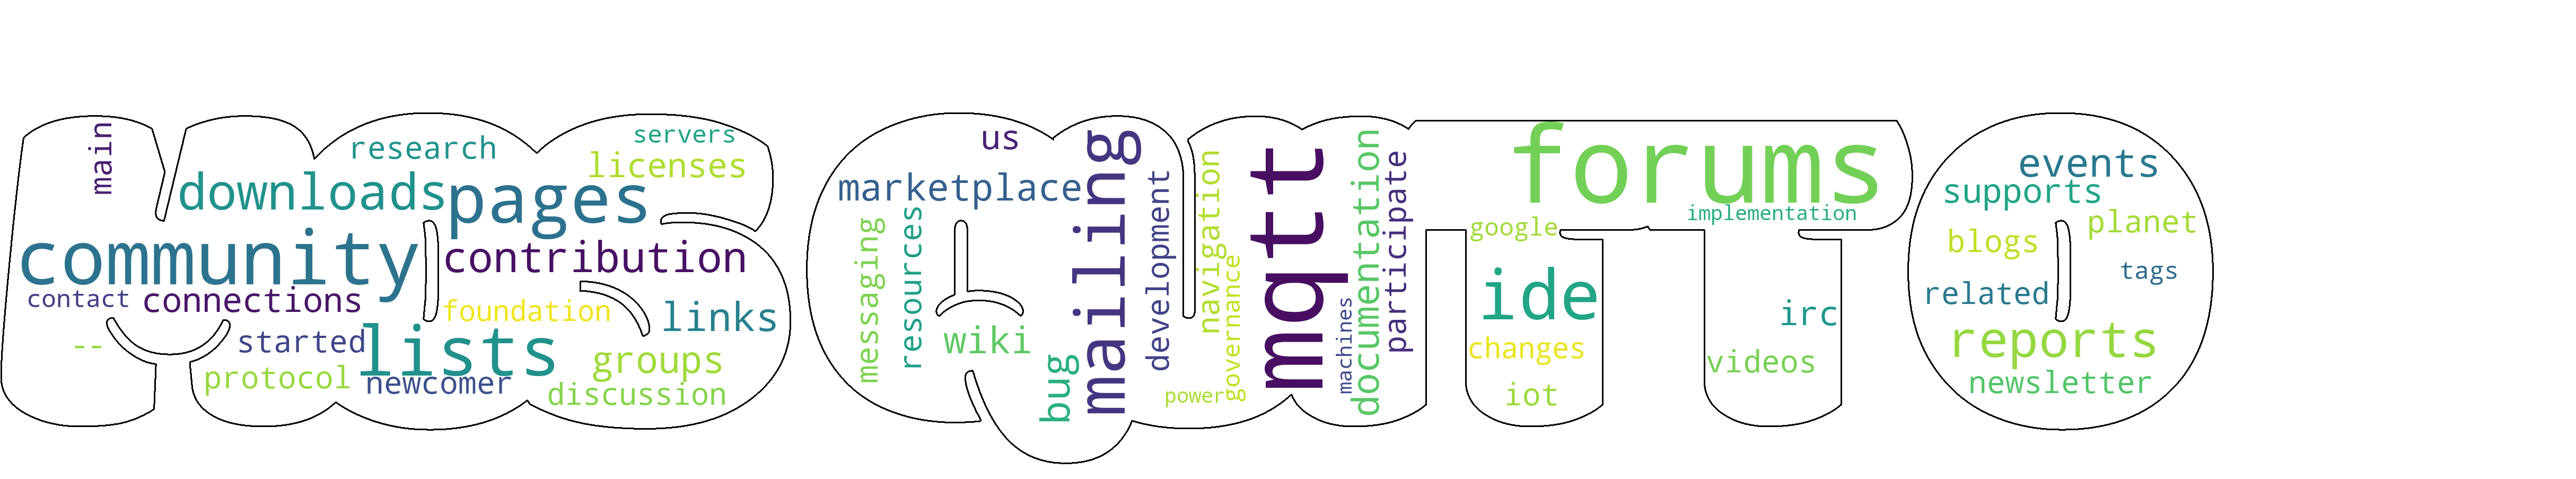 main
research
servers
licenses
downloads
pages
community
contribution
contact
connections
foundation
links
--
started
lists
groups
protocol
newcomer
discussion
us
marketplace
messaging
resources
wiki
bug
mailing
development
navigation
governance
power
mqtt
machines
documentation
participate
forums
implementation
google
ide
changes
iot
irc
videos
events
supports
planet
blogs
tags
related
reports
newsletter